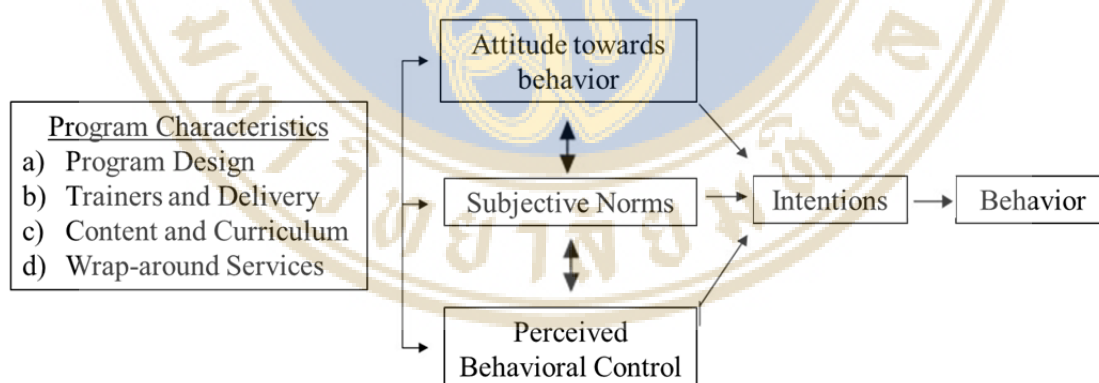 Attitude towards
behavior
Program Characteristics
a) Program Design
b) Trainers and Delivery
c) Content and Curriculum
d) Wrap-around Services
Subjective Norms
Intentions
Behavior
Perceived
Behavioral Control